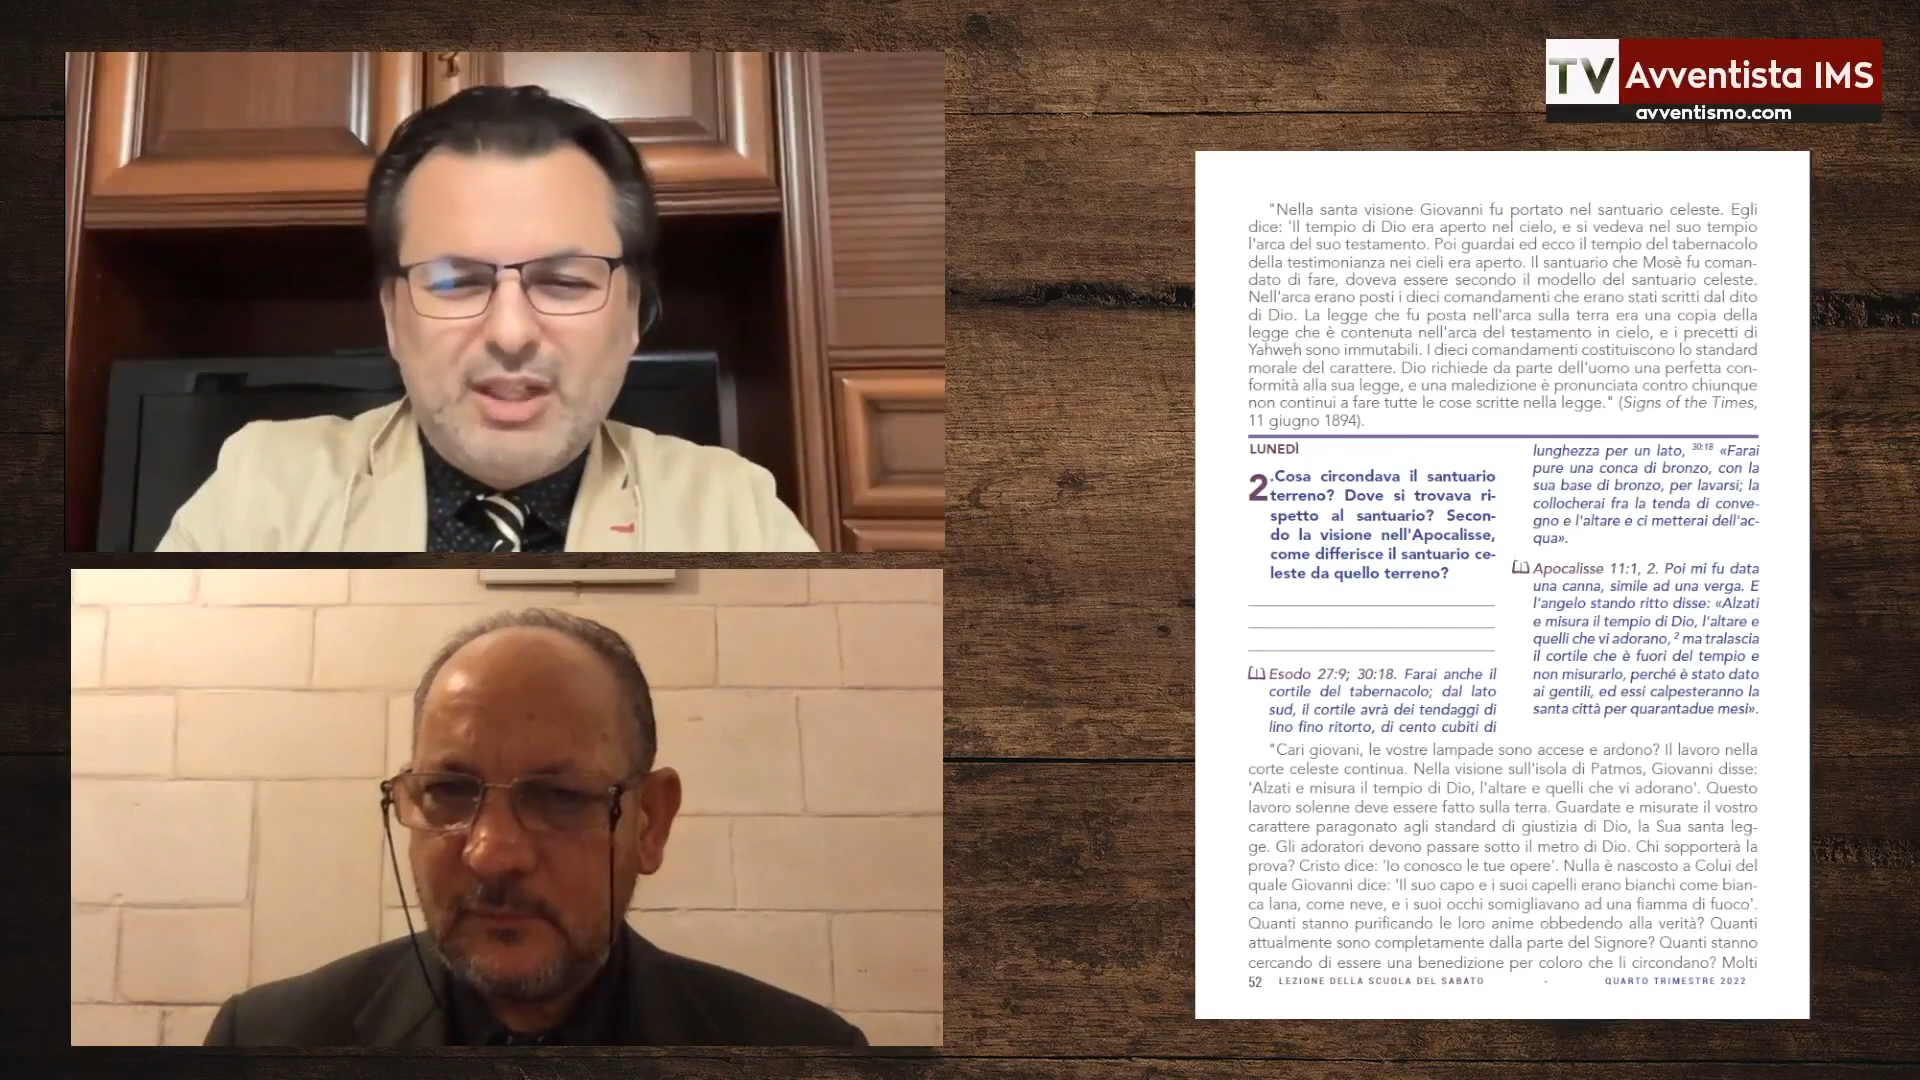 TV Avventista IMS
avventismo.com
"Nella santa visione Giovanni fu portato nel santuario celeste. Egli
dice: 'Il tempio di Dio era aperto nel cielo, e si vedeva nel suo tempio
l'arca del suo testamento. Poi guardai ed ecco il tempio del tabernacolo
della testimonianza nei cieli era aperto. Il santuario che Mosè fu coman-
dato di fare, doveva essere secondo il modello del santuario celeste.
Nell'arca erano posti i dieci comandamenti che erano stati scritti dal dito
di Dio. La legge che fu posta nell'arca sulla terra era una copia della
legge che è contenuta nell'arca del testamento in cielo, e i precetti di
Yahweh sono immutabili. I dieci comandamenti costituiscono lo standard
morale del carattere. Dio richiede da parte dell'uomo una perfetta con-
formità alla sua legge, e una maledizione è pronunciata contro chiunque
non continui a fare tutte le cose scritte nella legge." (Signs of the Times,
11 giugno 1894).
LUNEDÌ
2.Cosa circondava il santuario
terreno? Dove si trovava ri-
spetto al santuario? Secon-
do la visione nell'Apocalisse,
come differisce il santuario ce-
leste da quello terreno?
Esodo 27:9; 30:18. Farai anche il
cortile del tabernacolo; dal lato
sud, il cortile avrà dei tendaggi di
lino fino ritorto, di cento cubiti di
lunghezza per un lato, 30:18 «Farai
pure una conca di bronzo, con la
sua base di bronzo, per lavarsi; la
collocherai fra la tenda di conve-
gno e l'altare e ci metterai dell'ac-
qua».
Apocalisse 11:1, 2. Poi mi fu data
una canna, simile ad una verga. E
l'angelo stando ritto disse: «Alzati
e misura il tempio di Dio, l'altare e
quelli che vi adorano, 2 ma tralascia
il cortile che è fuori del tempio e
non misurarlo, perché è stato dato
ai gentili, ed essi calpesteranno la
santa città per quarantadue mesi».
"Cari giovani, le vostre lampade sono accese e ardono? Il lavoro nella
corte celeste continua. Nella visione sull'isola di Patmos, Giovanni disse:
'Alzati e misura il tempio di Dio, l'altare e quelli che vi adorano'. Questo
lavoro solenne deve essere fatto sulla terra. Guardate e misurate il vostro
carattere paragonato agli standard di giustizia di Dio, la Sua santa leg-
ge. Gli adoratori devono passare sotto il metro di Dio. Chi sopporterà la
prova? Cristo dice: 'Io conosco le tue opere'. Nulla è nascosto a Colui del
quale Giovanni dice: 'Il suo capo e i suoi capelli erano bianchi come bian-
ca lana, come neve, e i suoi occhi somigliavano ad una fiamma di fuoco'.
Quanti stanno purificando le loro anime obbedendo alla verità? Quanti
attualmente sono completamente dalla parte del Signore? Quanti stanno
cercando di essere una benedizione per coloro che li circondano? Molti
52 LEZIONE DELLA SCUOLA DEL SABATO - QUARTO TRIMESTRE 2022